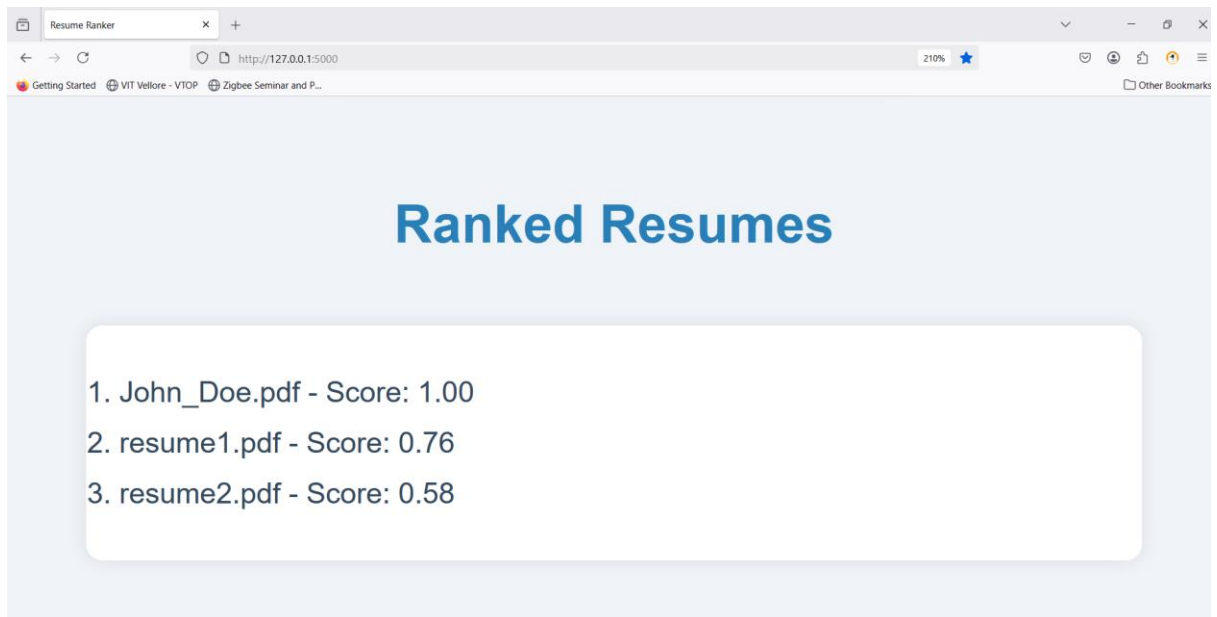 Resume Ranker
http://127.0.0.1:5000
210%
Getting Started VIT Vellore - VTOP Zigbee Seminar and P... Other Bookmarks
Ranked Resumes
1. John_Doe.pdf - Score: 1.00
2. resume1.pdf - Score: 0.76
3. resume2.pdf - Score: 0.58